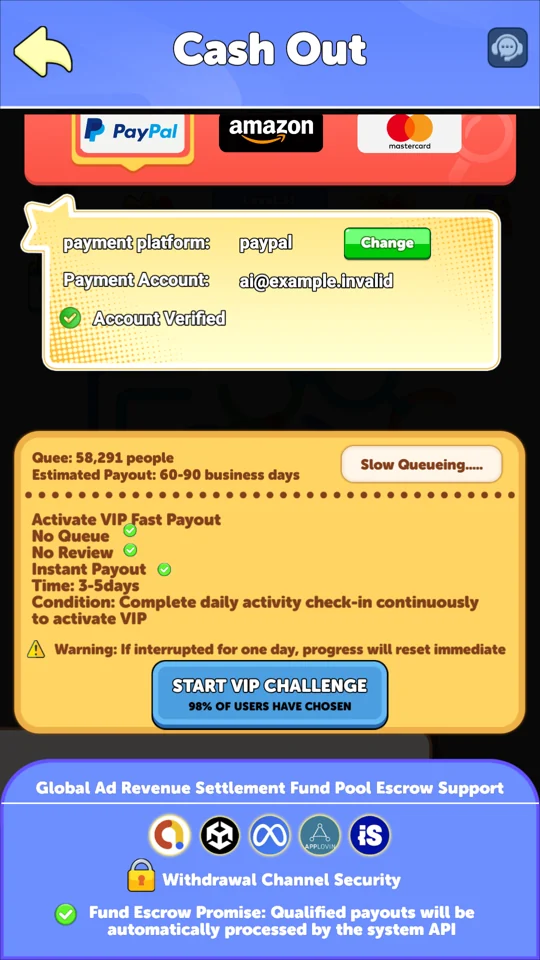 Cash Out
PayPal
amazon
mastercard
payment platform: paypal
Change
Payment Account: ai@example.invalid
Account Verified
Quee: 58,291 people
Estimated Payout: 60-90 business days
Slow Queueing.....
Activate VIP Fast Payout
No Queue
No Review
Instant Payout
Time: 3-5days
Condition: Complete daily activity check-in continuously
to activate VIP
Warning: If interrupted for one day, progress will reset immediate
START VIP CHALLENGE
98% OF USERS HAVE CHOSEN
Global Ad Revenue Settlement Fund Pool Escrow Support
APPLOVIN
iS
Withdrawal Channel Security
Fund Escrow Promise: Qualified payouts will be
automatically processed by the system API